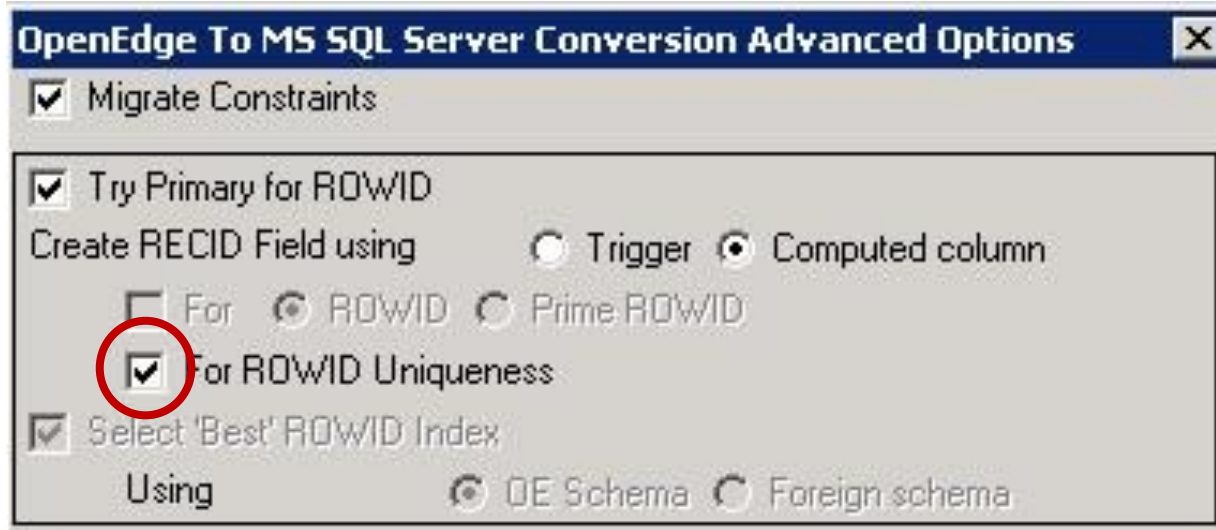 OpenEdge To MS SQL Server Conversion Advanced Options
Migrate Constraints
Try Primary for ROWID
Create RECID Field using Trigger Computed column
For ROWID Prime ROWID
For ROWID Uniqueness
Select 'Best' ROWID Index
Using OE Schema Foreign schema